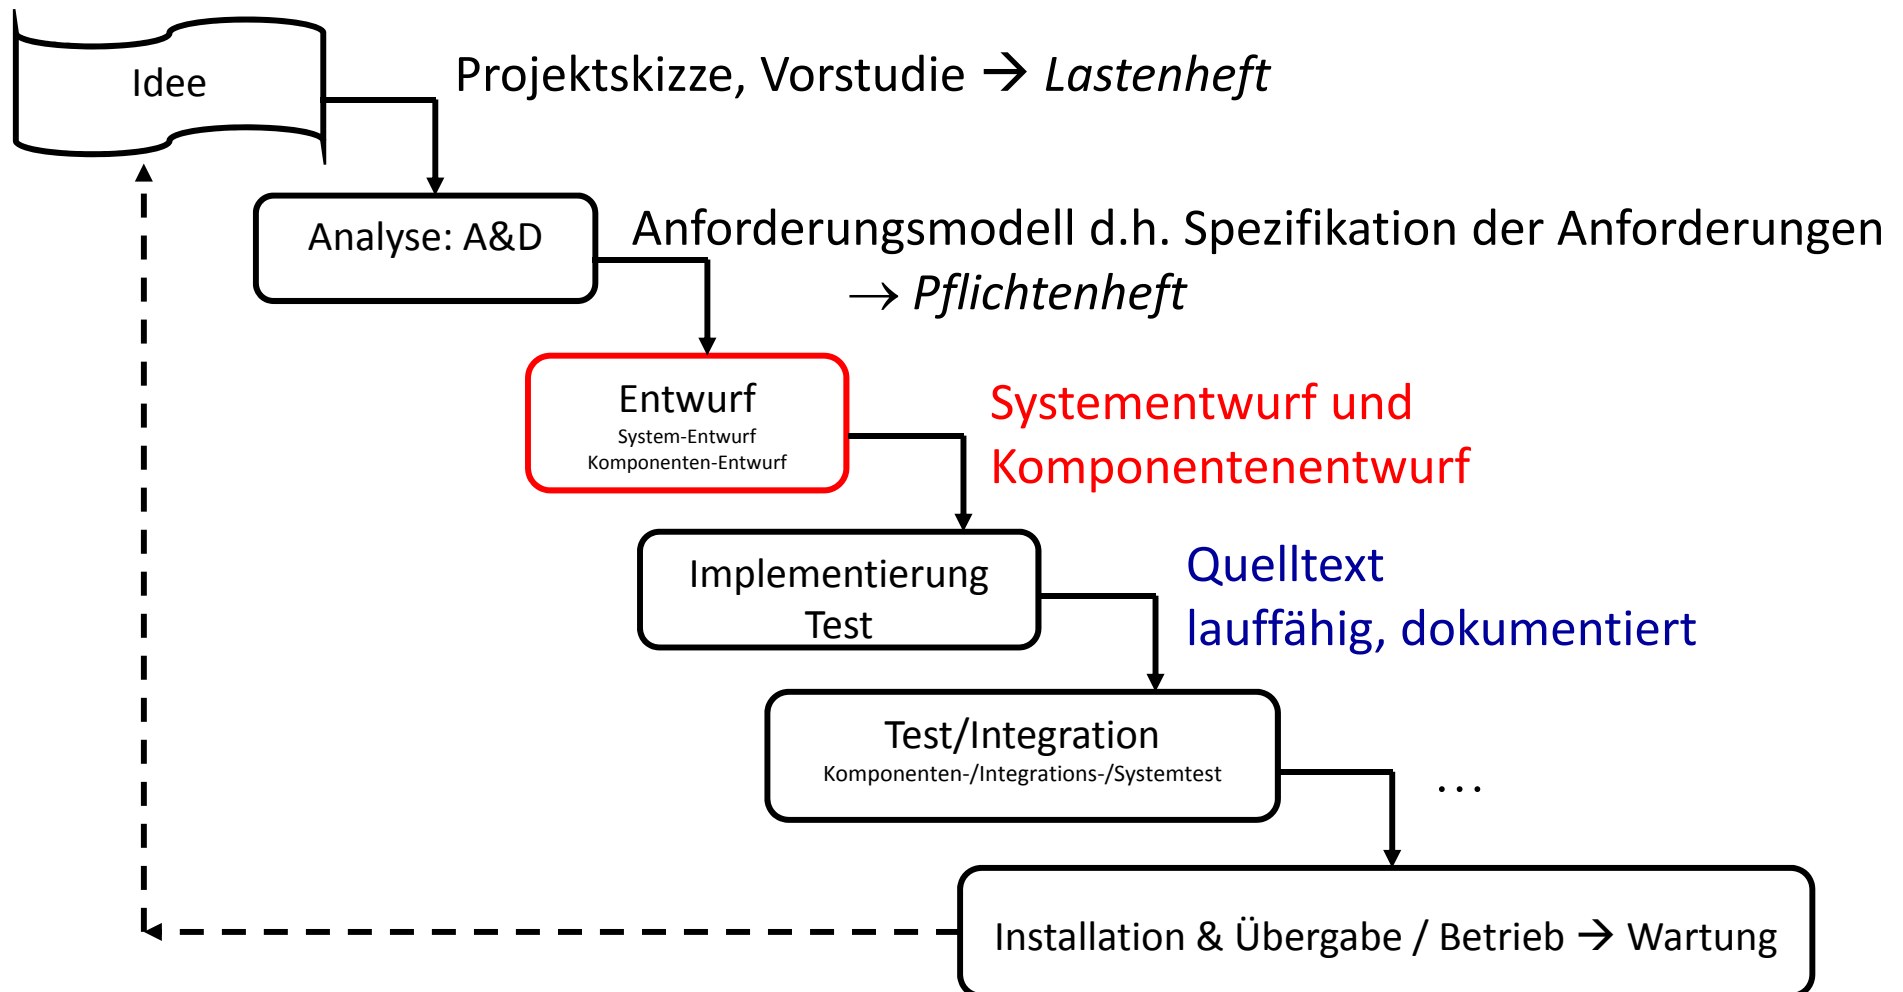 Idee
Projektskizze, Vorstudie → Lastenheft
Analyse: A&D
Anforderungsmodell d.h. Spezifikation der Anforderungen
→ Pflichtenheft
Entwurf
System-Entwurf
Komponenten-Entwurf
Systementwurf und
Komponentenentwurf
Implementierung
Test
Quelltext
lauffähig, dokumentiert
Test/Integration
Komponenten-/Integrations-/Systemtest
...
Installation & Übergabe / Betrieb → Wartung